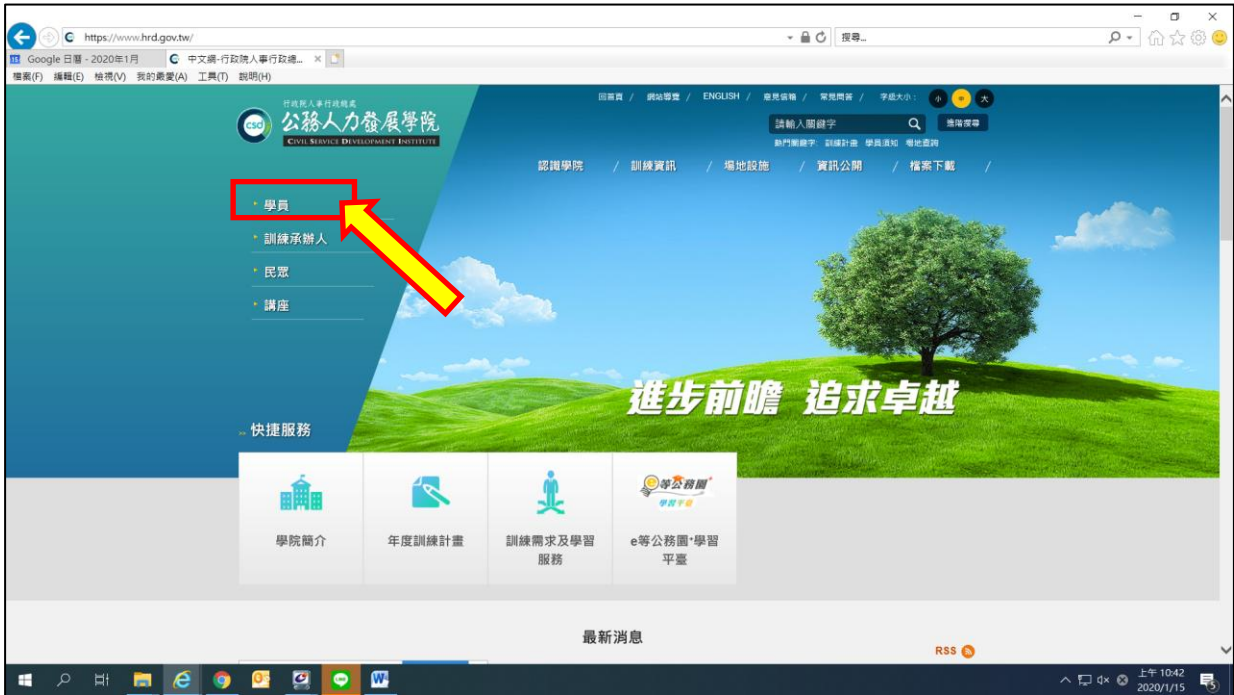 https://www.hrd.gov.tw/
搜尋...
Google 日曆 - 2020年1月
中文網-行政院人事行政總...
檔案(F) 編輯(E) 檢視(V) 我的最愛(A) 工具(T) 說明(H)
回首頁 / 網站導覽 / ENGLISH / 意見信箱 / 常見問答 / 字級大小: 小 中 大
行政院人事行政總處
公務人力發展學院
CIVIL SERVICE DEVELOPMENT INSTITUTE
csdi
請輸入關鍵字
進階搜尋
熱門關鍵字: 訓練計畫 學員須知 場地查詢
認識學院 / 訓練資訊 / 場地設施 / 資訊公開 / 檔案下載 /
學員
訓練承辦人
民眾
講座
進步前瞻 追求卓越
快捷服務
e等公務園+
學習平臺
學院簡介
年度訓練計畫
訓練需求及學習
服務
e等公務園+學習
平臺
最新消息
RSS
上午 10:42
2020/1/15
5